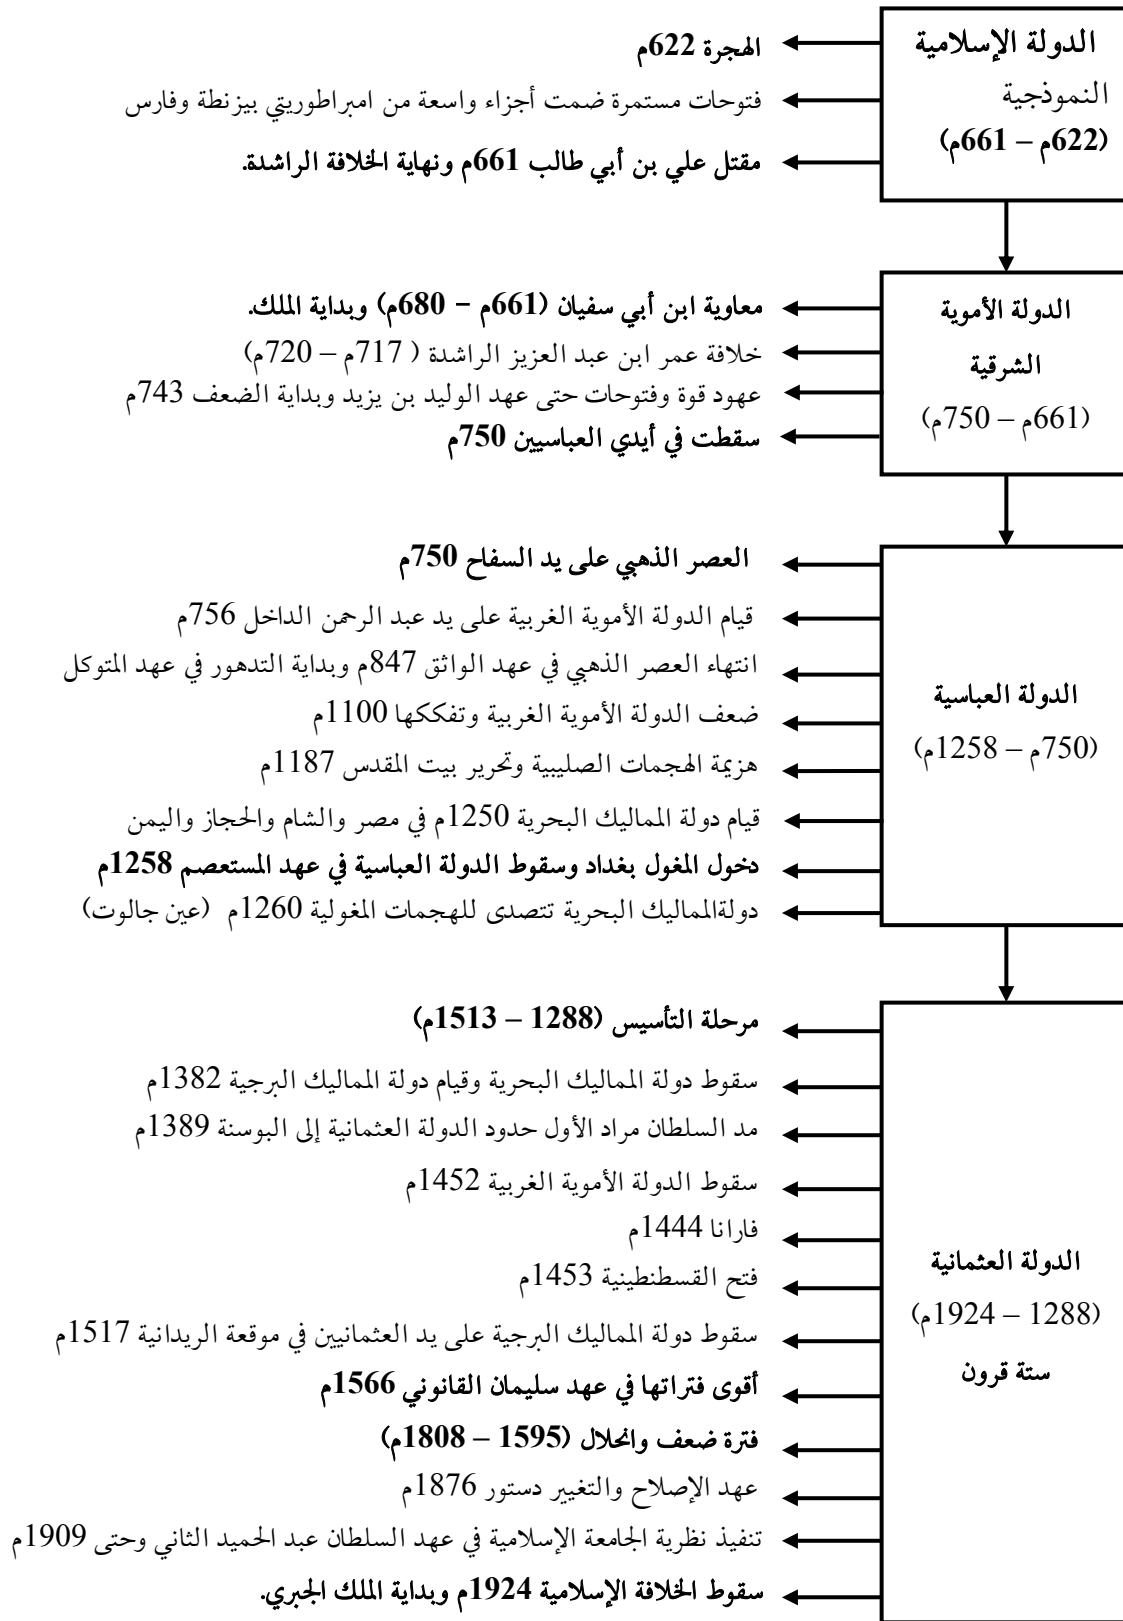 الدولة الإسلامية
النموذجية
(622م – 661م)
الهجرة 622م
فتوحات مستمرة ضمت أجزاء واسعة من امبراطوريتي بيزنطة وفارس
مقتل علي بن أبي طالب 661م ونهاية الخلافة الراشدة.
الدولة الأموية
الشرقية
(661م – 750م)
معاوية ابن أبي سفيان (661م – 680م) وبداية الملك.
خلافة عمر ابن عبد العزيز الراشدة ( 717م – 720م)
عهود قوة وفتوحات حتى عهد الوليد بن يزيد وبداية الضعف 743م
سقطت في أيدي العباسيين 750م
الدولة العباسية
(750م – 1258م)
العصر الذهبي على يد السفاح 750م
قيام الدولة الأموية الغربية على يد عبد الرحمن الداخل 756م
انتهاء العصر الذهبي في عهد الواثق 847م وبداية التدهور في عهد المتوكل
ضعف الدولة الأموية الغربية وتفككها 1100م
هزيمة الهجمات الصليبية وتحرير بيت المقدس 1187م
قيام دولة المماليك البحرية 1250م في مصر والشام والحجاز واليمن
دخول المغول بغداد وسقوط الدولة العباسية في عهد المستعصم 1258م
دولةالمماليك البحرية تتصدى للهجمات المغولية 1260م (عين جالوت)
الدولة العثمانية
(1288 – 1924م)
ستة قرون
مرحلة التأسيس (1288 – 1513م)
سقوط دولة المماليك البحرية وقيام دولة المماليك البرجية 1382م
مد السلطان مراد الأول حدود الدولة العثمانية إلى البوسنة 1389م
سقوط الدولة الأموية الغربية 1452م
فارانا 1444م
فتح القسطنطينية 1453م
سقوط دولة المماليك البرجية على يد العثمانيين في موقعة الريدانية 1517م
أقوى فتراتها في عهد سليمان القانوني 1566م
فترة ضعف وانحلال (1595 – 1808م)
عهد الإصلاح والتغيير دستور 1876م
تنفيذ نظرية الجامعة الإسلامية في عهد السلطان عبد الحميد الثاني وحتى 1909م
سقوط الخلافة الإسلامية 1924م وبداية الملك الجبري.